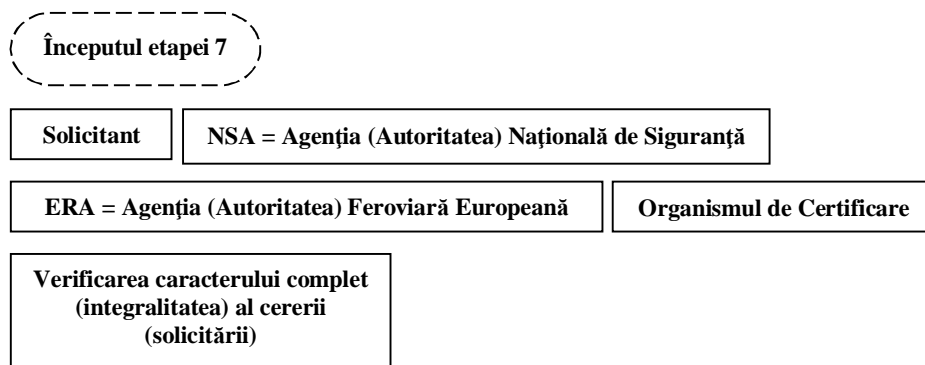 Începutul etapei 7
Solicitant
NSA = Agenţia (Autoritatea) Naţională de Siguranţă
ERA = Agenţia (Autoritatea) Feroviară Europeană
Organismul de Certificare
Verificarea caracterului complet
(integralitatea) al cererii
(solicitării)